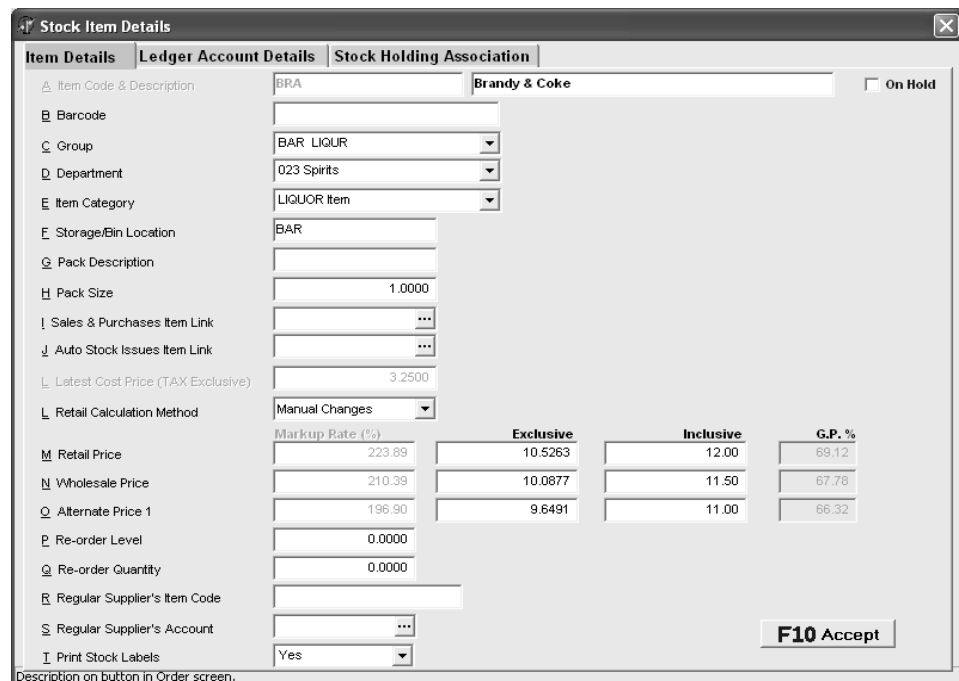 Stock Item Details
Item Details Ledger Account Details Stock Holding Association
A Item Code & Description BRA Brandy & Coke On Hold
B Barcode
C Group BAR LIQUR
D Department 023 Spirits
E Item Category LIQUOR Item
F Storage/Bin Location BAR
G Pack Description
H Pack Size 1.0000
I Sales & Purchases Item Link ...
J Auto Stock Issues Item Link ...
L Latest Cost Price (TAX Exclusive) 3.2500
L Retail Calculation Method Manual Changes
Markup Rate (%) Exclusive Inclusive G.P. %
M Retail Price 223.89 10.5263 12.00 69.12
N Wholesale Price 210.39 10.0877 11.50 67.78
O Alternate Price 1 196.90 9.6491 11.00 66.32
P Re-order Level 0.0000
Q Re-order Quantity 0.0000
R Regular Supplier's Item Code
S Regular Supplier's Account ...
F10 Accept
T Print Stock Labels Yes
Description on button in Order screen.